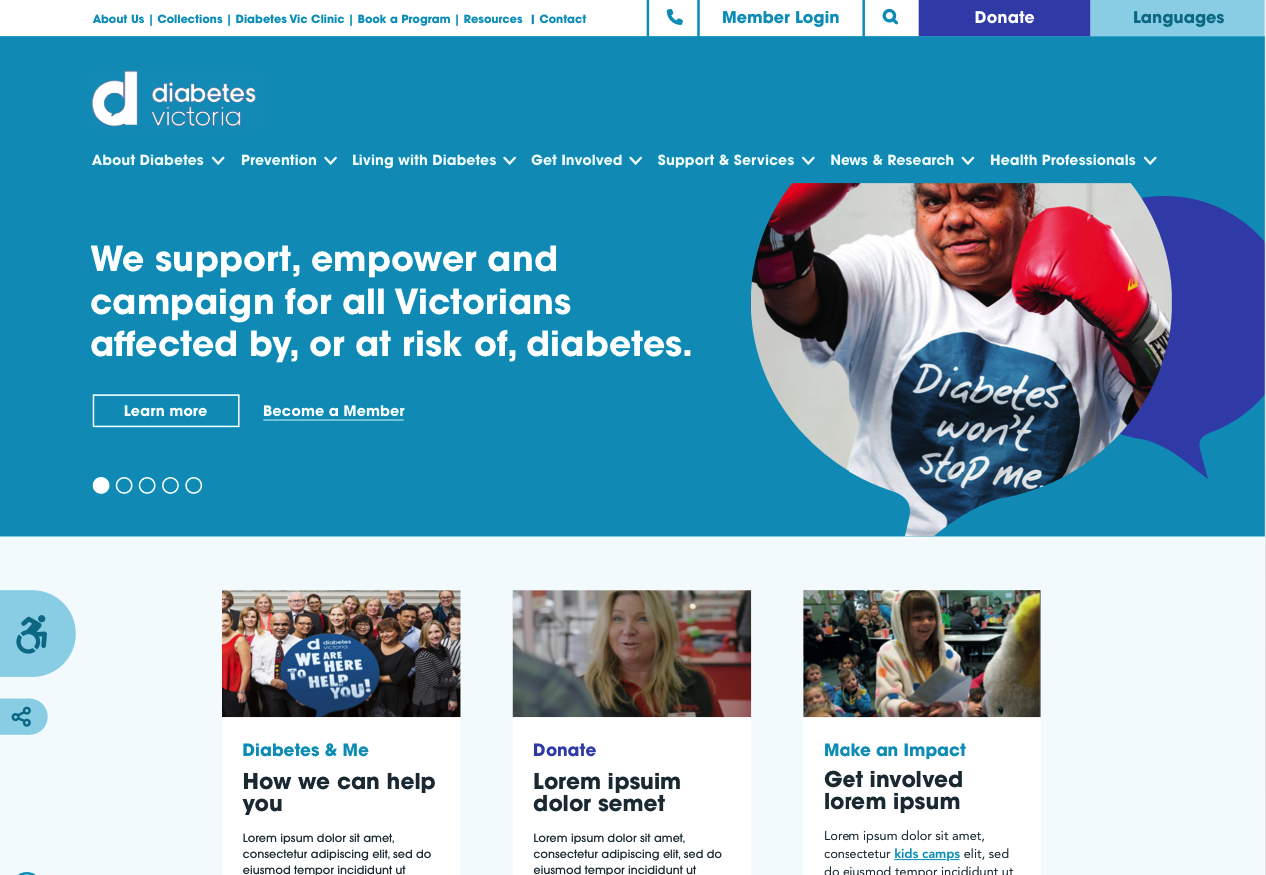 About Us | Collections | Diabetes Vic Clinic | Book a Program | Resources | Contact
Member Login
Donate
Languages
diabetes
victoria
About Diabetes
Prevention
Living with Diabetes
Get Involved
Support & Services
News & Research
Health Professionals
We support, empower and
campaign for all Victorians
affected by, or at risk of, diabetes.
Learn more
Become a Member
Diabetes
won't
stop me.
diabetes
victoria
WE ARE
HERE
TO HELP
YOU!
Diabetes & Me
How we can help
you
Lorem ipsum dolor sit amet,
consectetur adipiscing elit, sed do
eiusmod tempor incididunt ut
Donate
Lorem ipsuim
dolor semet
Lorem ipsum dolor sit amet,
consectetur adipiscing elit, sed do
eiusmod tempor incididunt ut
Make an Impact
Get involved
lorem ipsum
Lorem ipsum dolor sit amet,
consectetur kids camps elit, sed
do eiusmod tempor incididunt ut